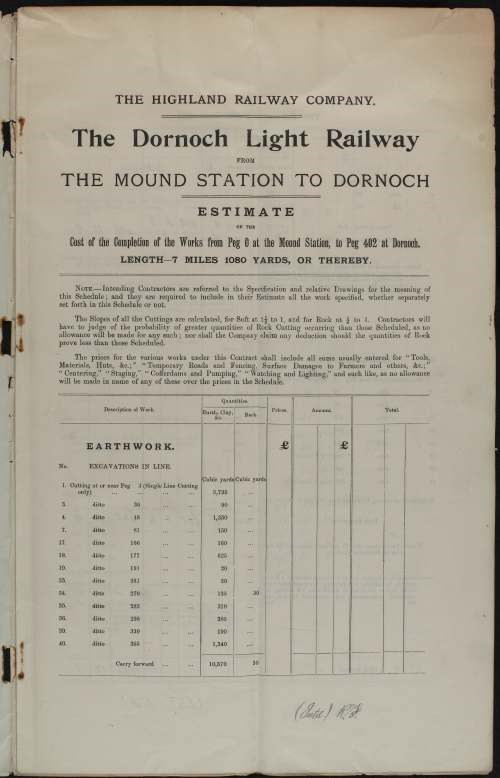 THE HIGHLAND RAILWAY COMPANY.
The Dornoch Light Railway
FROM
THE MOUND STATION TO DORNOCH
ESTIMATE
OF THE
Cost of the Completion of the Works from Peg 0 at the Mound Station, to Peg 402 at Dornoch.
LENGTH—7 MILES 1080 YARDS, OR THEREBY.
NOTE.—Intending Contractors are referred to the Specification and relative Drawings for the meaning of
this Schedule; and they are required to include in their Estimate all the work specified, whether separately
set forth in this Schedule or not.
The Slopes of all the Cuttings are calculated, for Soft at 1½ to 1, and for Rock at ¼ to 1. Contractors will
have to judge of the probability of greater quantities of Rock Cutting occurring than those Scheduled, as no
allowance will be made for any such; nor shall the Company claim any deduction should the quantities of Rock
prove less than those Scheduled.
The prices for the various works under this Contract shall include all sums usually entered for "Tools,
Materials, Huts, &c.;" "Temporary Roads and Fencing, Surface Damages to Farmers and others, &c.;"
"Centering," "Staging," "Cofferdams and Pumping," "Watching and Lighting," and such like, as no allowance
will be made in name of any of these over the prices in the Schedule.
Description of Work. Quantities. Prices. Amount. Total.
Earth, Clay, &c. Rock
EARTHWORK. £ £
No. EXCAVATIONS IN LINE.
Cubic yards Cubic yards
1. Cutting at or near Peg 3 (Single Line Cutting
only) ... ... ... ... 5,735 ...
3. ditto 36 ... ... 90 ...
4. ditto 48 ... ... 1,550 ...
7. ditto 81 ... ... 150 ...
17. ditto 166 ... ... 160 ...
18. ditto 177 ... ... 625 ...
19. ditto 191 ... ... 20 ...
33. ditto 261 ... ... 30 ...
34. ditto 270 ... ... 135 30
35. ditto 283 ... ... 310 ...
36. ditto 298 ... ... ...
39. ditto 330 ... ... 190 ...
40. ditto 368 ... ... 1,340 ...
Carry forward ... ... 10,570 30
(Intd.)